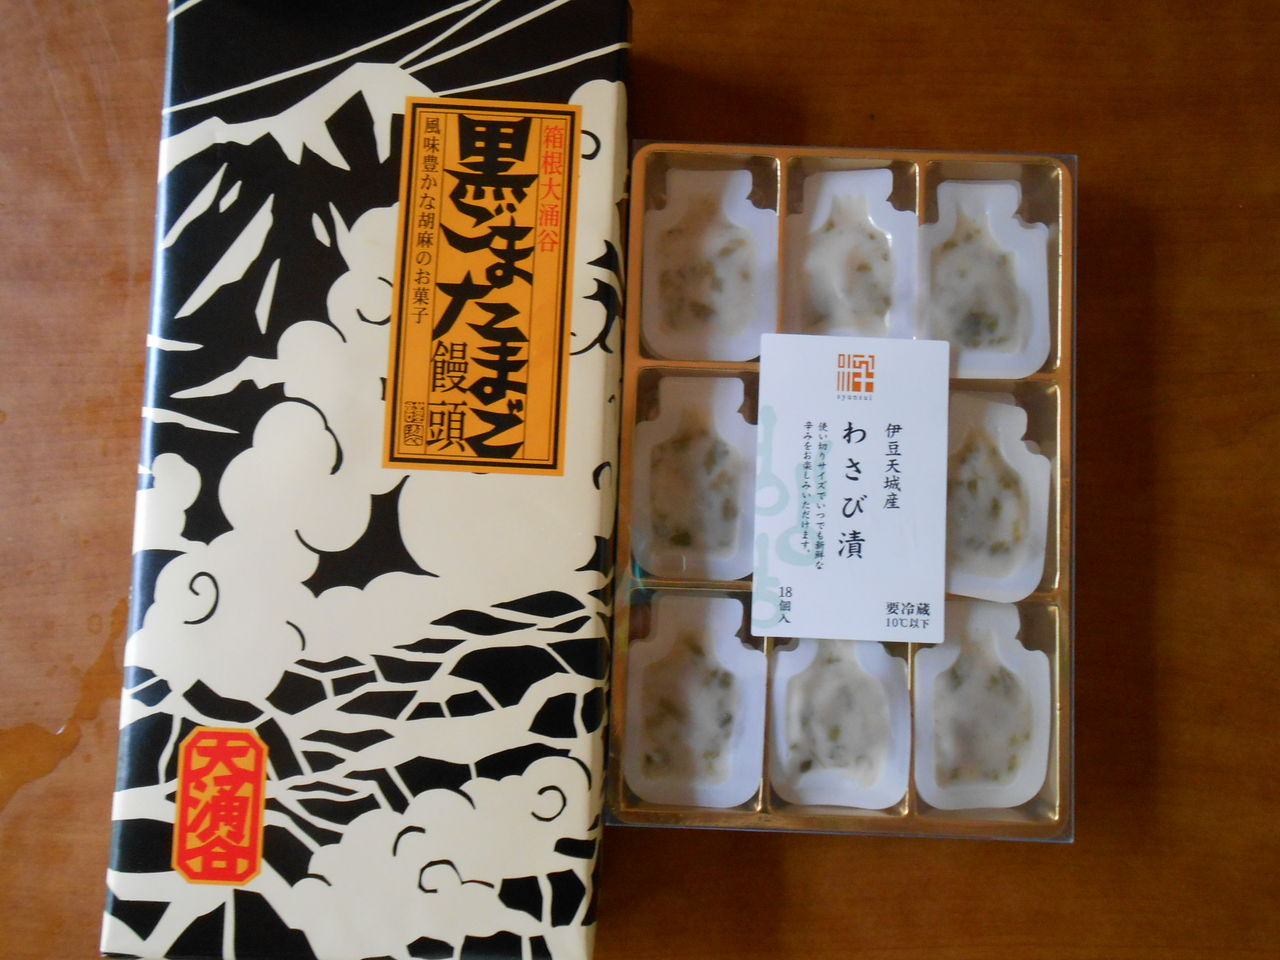 箱根大涌谷
黒ごまたまご
饅頭
風味豊かな胡麻のお菓子
大涌谷
syunsui
伊豆天城産
わさび漬
使い切りサイズでいつでも新鮮な
辛みをお楽しみいただけます。
18個入
要冷蔵
10℃以下